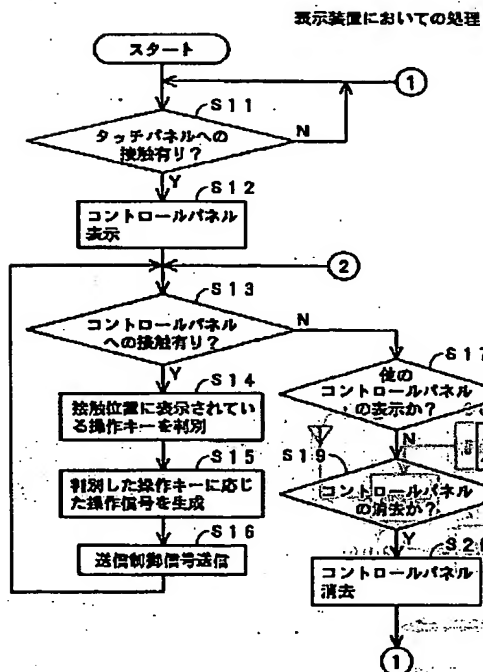 表示装置においての処理
スタート
①
S11
タッチパネルへの
接触有り？
N
Y
S12
コントロールパネル
表示
②
S13
コントロールパネル
への接触有り？
N
Y
S14
接触位置に表示されてい
る操作キーを判別
S15
判別した操作キーに応じ
た操作信号を生成
S16
送信制御信号送信
S17
他の
コントロールパネル
の表示か？
N
S19
コントロールパネル
の消去か？
Y
コントロールパネル
消去
①